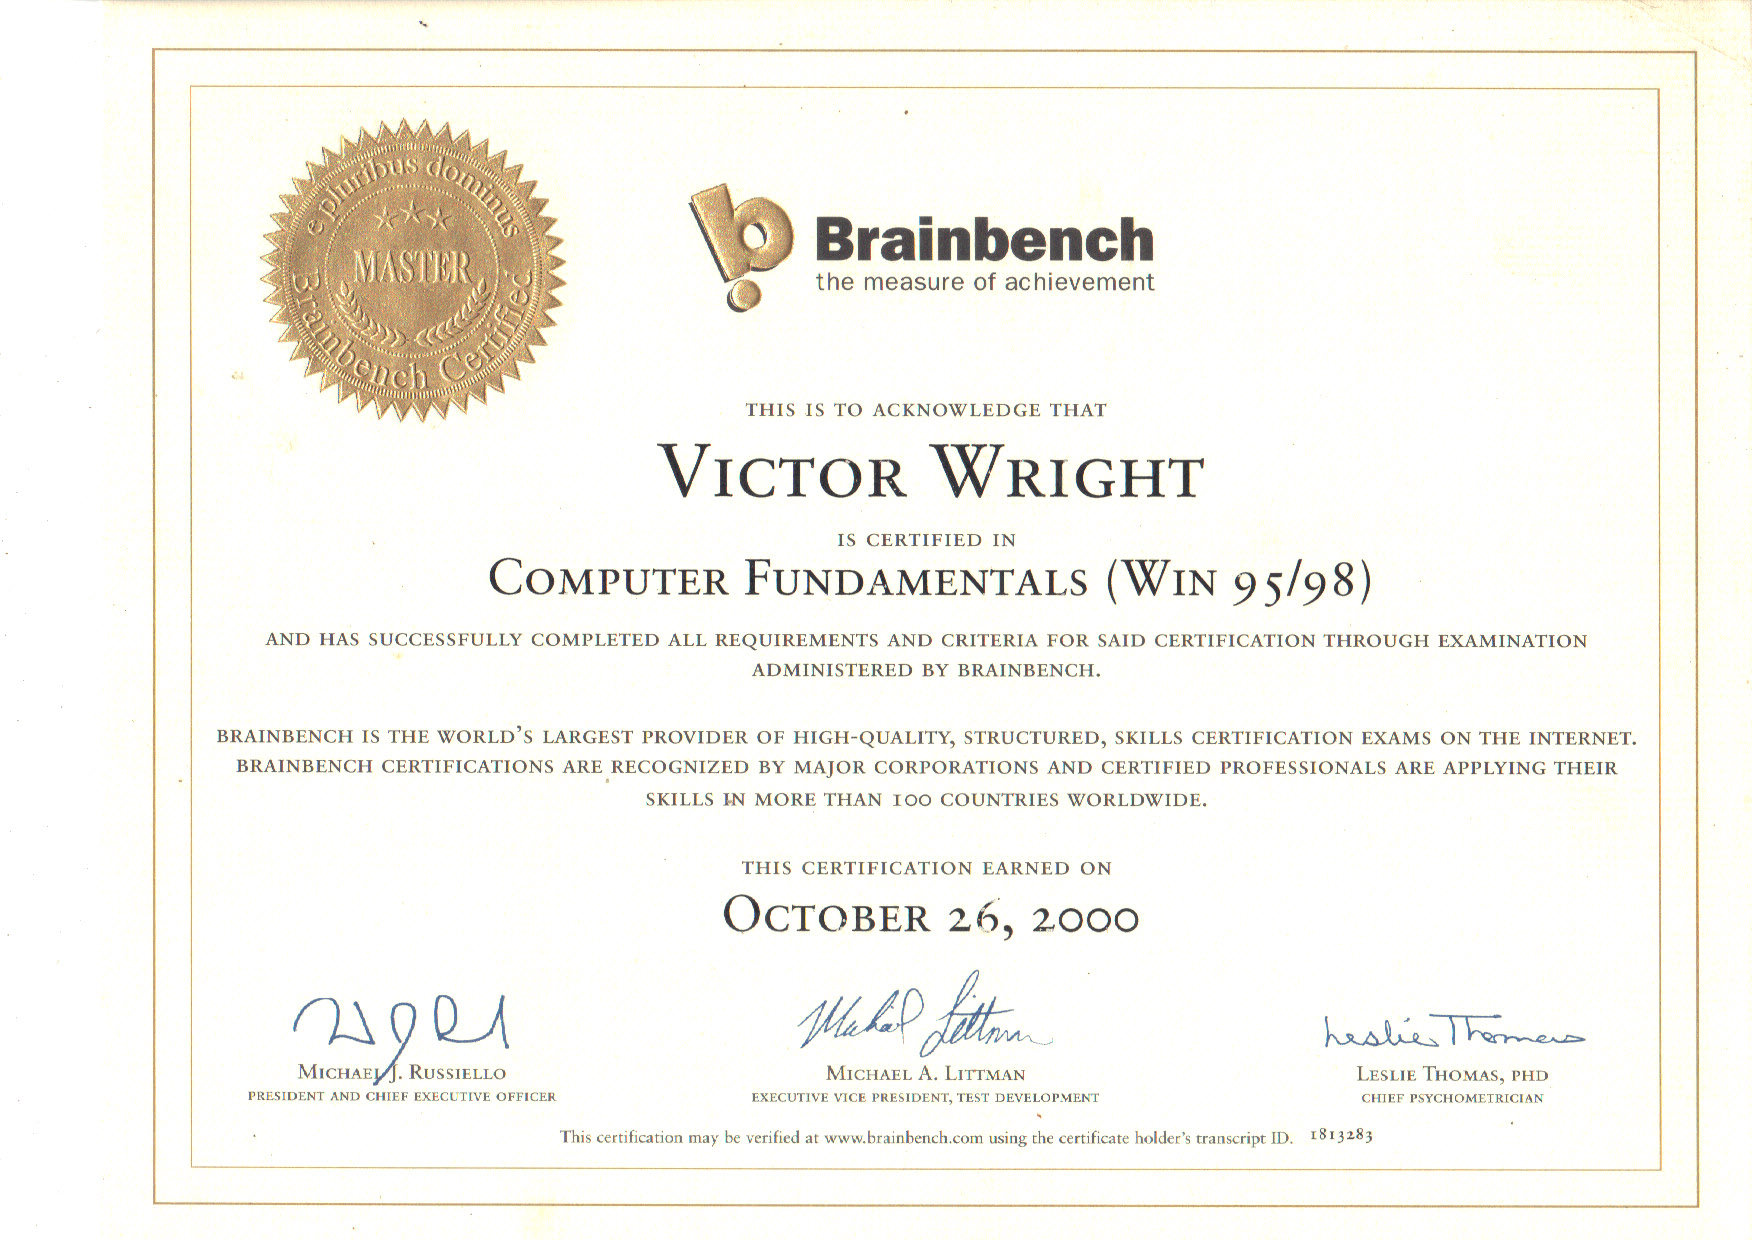 e pluribus dominus
MASTER
Brainbench Certified
Brainbench
the measure of achievement
THIS IS TO ACKNOWLEDGE THAT
VICTOR WRIGHT
IS CERTIFIED IN
COMPUTER FUNDAMENTALS (WIN 95/98)
AND HAS SUCCESSFULLY COMPLETED ALL REQUIREMENTS AND CRITERIA FOR SAID CERTIFICATION THROUGH EXAMINATION
ADMINISTERED BY BRAINBENCH.
BRAINBENCH IS THE WORLD'S LARGEST PROVIDER OF HIGH-QUALITY, STRUCTURED, SKILLS CERTIFICATION EXAMS ON THE INTERNET.
BRAINBENCH CERTIFICATIONS ARE RECOGNIZED BY MAJOR CORPORATIONS AND CERTIFIED PROFESSIONALS ARE APPLYING THEIR
SKILLS IN MORE THAN 100 COUNTRIES WORLDWIDE.
THIS CERTIFICATION EARNED ON
OCTOBER 26, 2000
Michael Littman
Leslie Thomas
MICHAEL J. RUSSIELLO
PRESIDENT AND CHIEF EXECUTIVE OFFICER
MICHAEL A. LITTMAN
EXECUTIVE VICE PRESIDENT, TEST DEVELOPMENT
LESLIE THOMAS, PHD
CHIEF PSYCHOMETRICIAN
This certification may be verified at www.brainbench.com using the certificate holder's transcript ID. 1813283